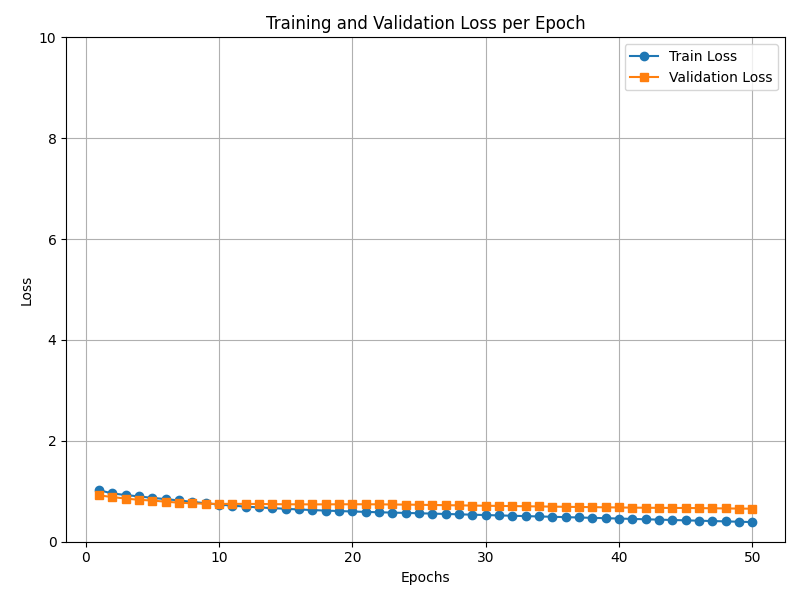 Training and Validation Loss per Epoch
Train Loss
Validation Loss
10
8
6
4
2
0
Loss
0 10 20 30 40 50
Epochs